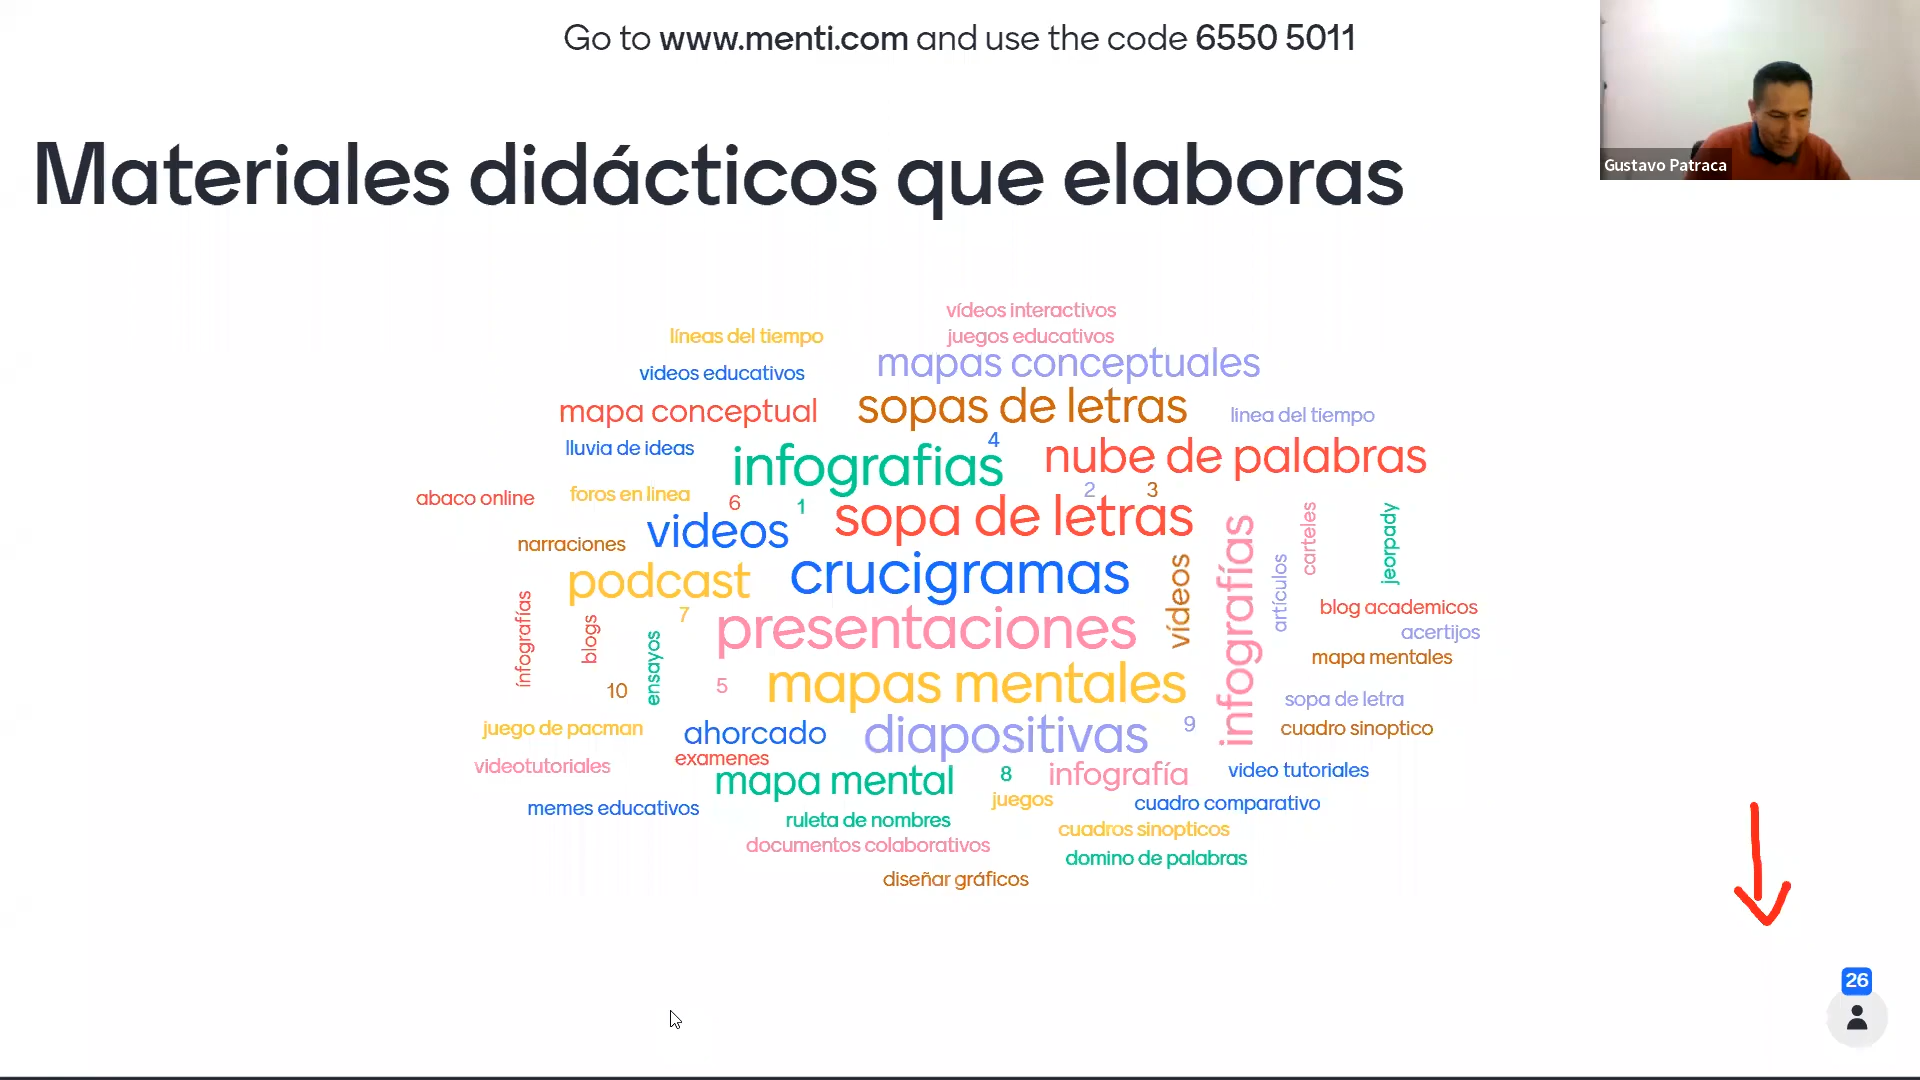 Go to www.menti.com and use the code 6550 5011
Gustavo Patraca
Materiales didácticos que elaboras
vídeos interactivos
líneas del tiempo
juegos educativos
mapas conceptuales
videos educativos
mapa conceptual
sopas de letras
linea del tiempo
4
lluvia de ideas
infografias
nube de palabras
abaco online
foros en linea
6
1
2
3
sopa de letras
videos
narraciones
carteles
jeorpady
crucigramas
podcast
vídeos
infografías
artículos
blog academicos
7
presentaciones
acertijos
infografías
blogs
ensayos
mapa mentales
10
5
mapas mentales
sopa de letra
juego de pacman
ahorcado
diapositivas
9
cuadro sinoptico
examenes
videotutoriales
mapa mental
8
infografía
video tutoriales
juegos
memes educativos
cuadro comparativo
ruleta de nombres
cuadros sinopticos
documentos colaborativos
domino de palabras
diseñar gráficos
26